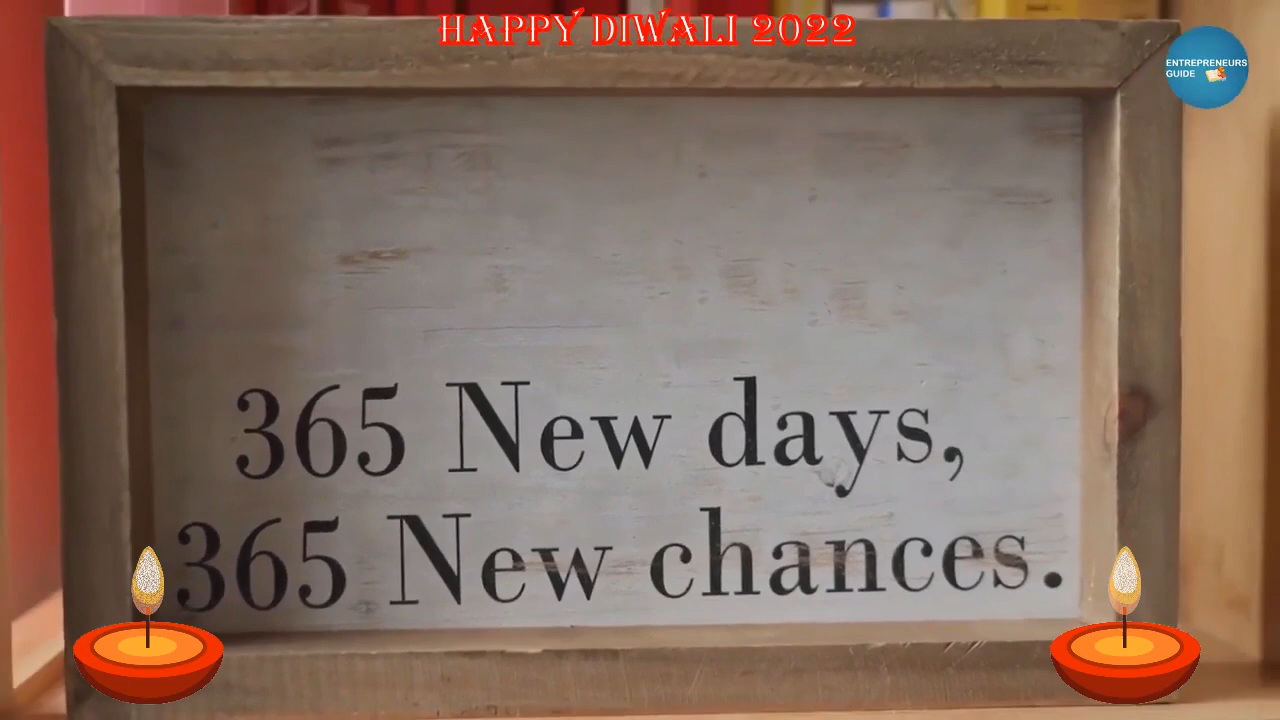 HAPPY DIWALI 2022
ENTREPRENEURS
GUIDE
365 New days,
365 New chances.